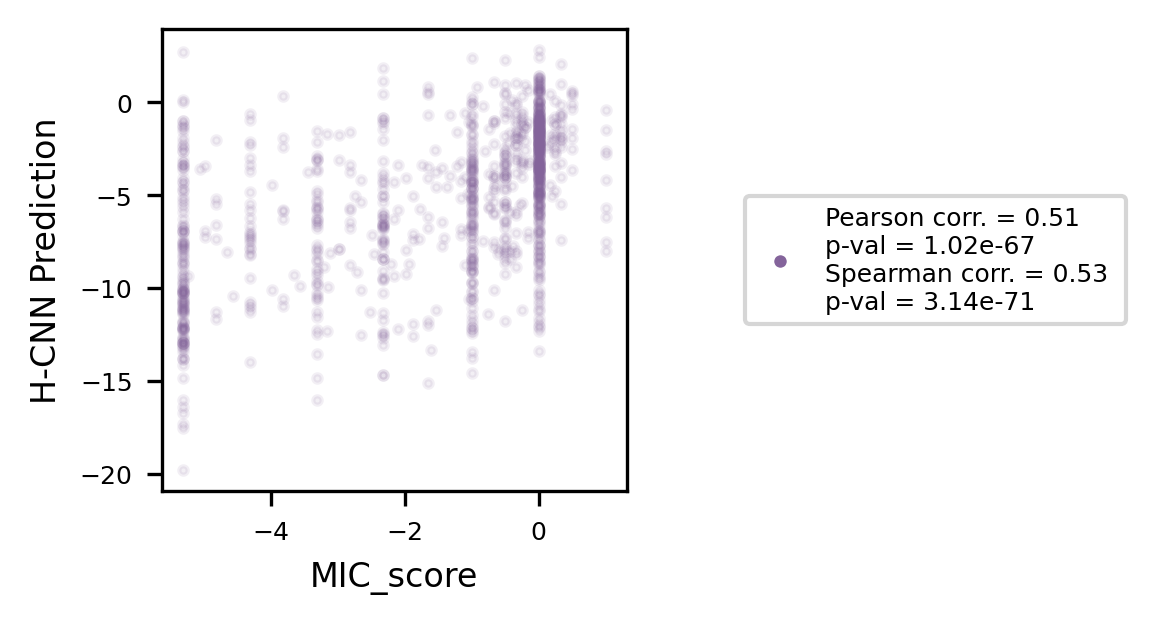 0
−5
−10
−15
−20
H-CNN Prediction
−4
−2
0
MIC_score
Pearson corr. = 0.51
p-val = 1.02e-67
Spearman corr. = 0.53
p-val = 3.14e-71